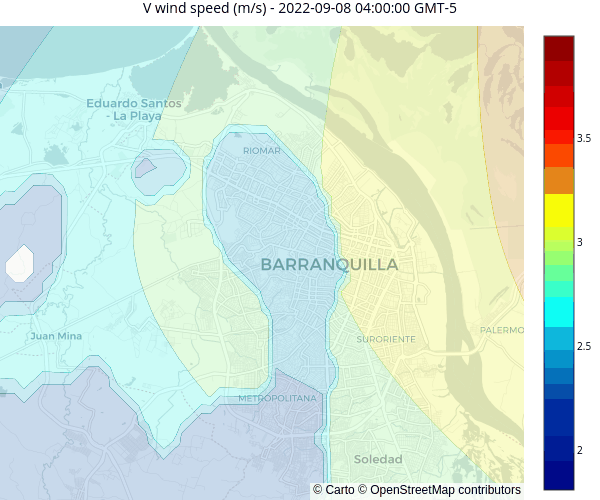 V wind speed (m/s) - 2022-09-08 04:00:00 GMT-5
Eduardo Santos
- La Playa
RIOMAR
BARRANQUILLA
Juan Mina
SURORIENTE
PALERMO
METROPOLITANA
Soledad
© Carto © OpenStreetMap contributors
3.5
3
2.5
2